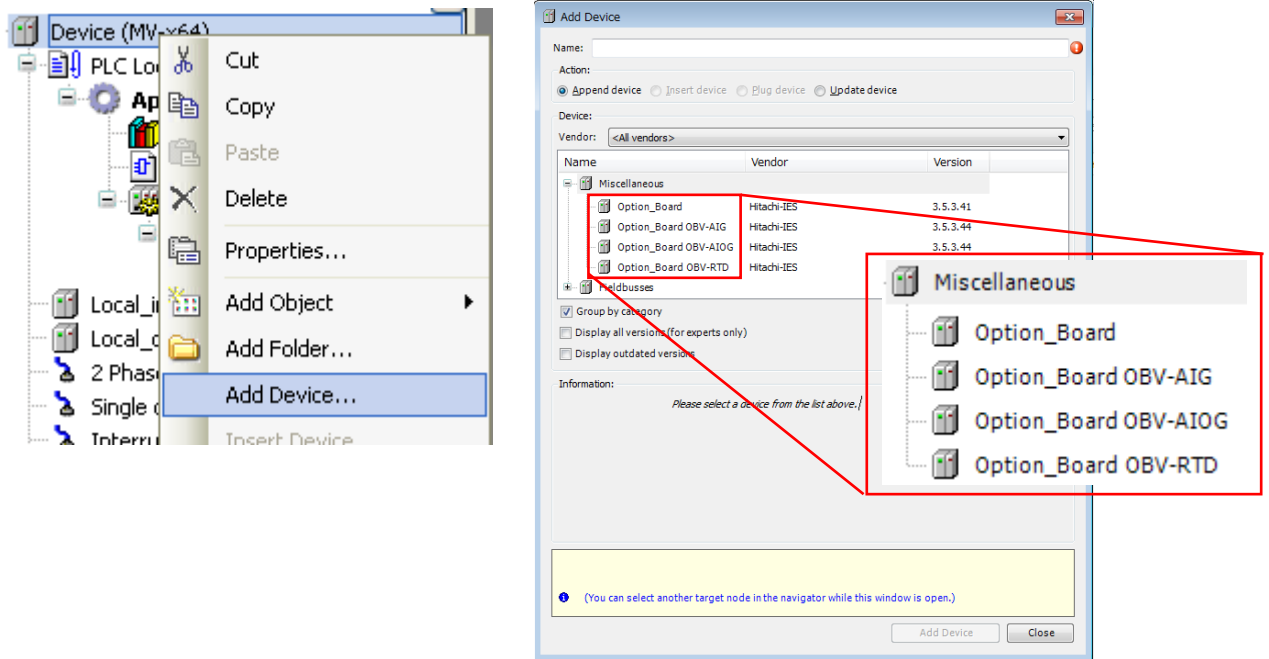 Device (MV-x64)
PLC Lo
Ap
Local_i
Local_
2 Phas
Single
Interru
Cut
Copy
Paste
Delete
Properties...
Add Object
Add Folder...
Add Device...
Insert Device
Add Device
Name:
Action:
Append device Insert device Plug device Update device
Device:
Vendor: <All vendors>
Name Vendor Version
Miscellaneous
Option_Board Hitachi-IES 3.5.3.41
Option_Board OBV-AIG Hitachi-IES 3.5.3.44
Option_Board OBV-AIOG Hitachi-IES 3.5.3.44
Option_Board OBV-RTD Hitachi-IES
Fieldbusses
Group by category
Display all versions (for experts only)
Display outdated versions
Information:
Please select a device from the list above.
(You can select another target node in the navigator while this window is open.)
Add Device Close
Miscellaneous
Option_Board
Option_Board OBV-AIG
Option_Board OBV-AIOG
Option_Board OBV-RTD